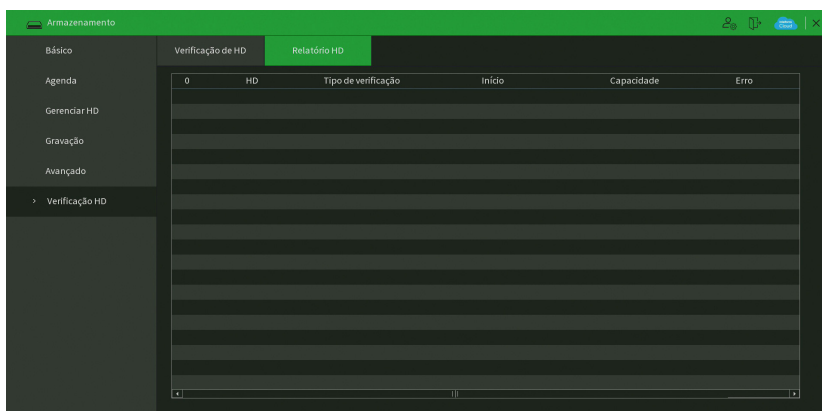 Armazenamento
Cloud
Básico
Agenda
Gerenciar HD
Gravação
Avançado
Verificação HD
Verificação de HD
Relatório HD
0 HD Tipo de verificação Início Capacidade Erro